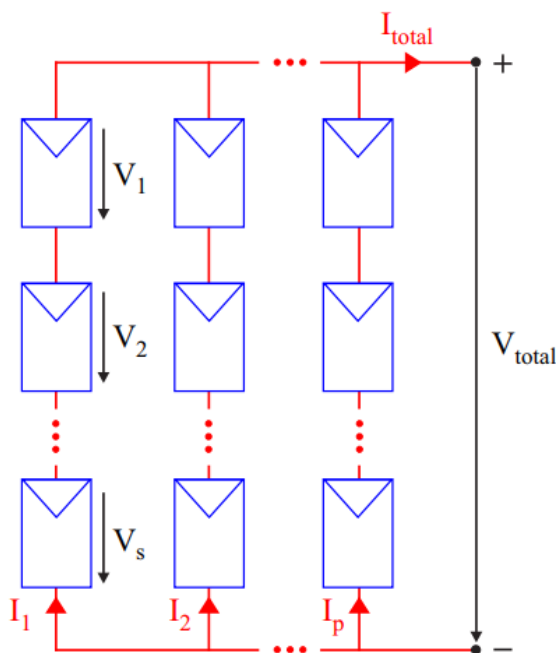 I_total
+
V_1
V_2
V_total
V_s
I_1
I_2
I_p
−